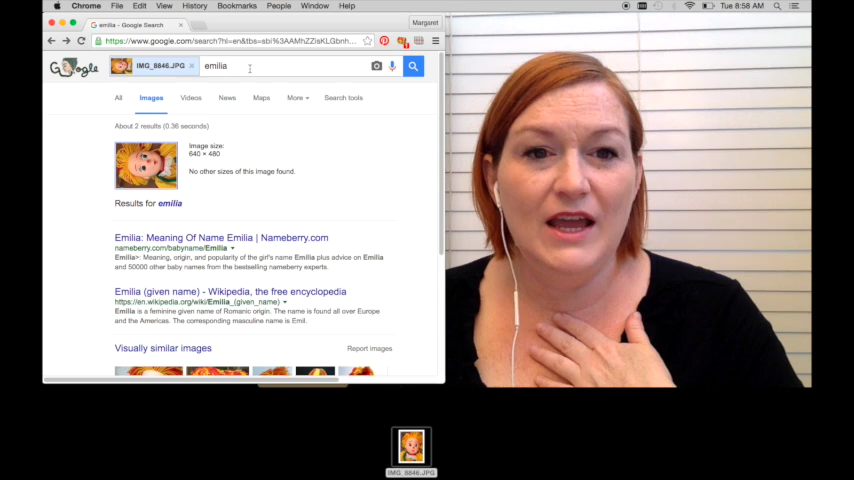 Chrome File Edit View History Bookmarks People Window Help Tue 8:58 AM
emilia - Google Search Margaret
https://www.google.com/search?hl=en&tbs=sbi%3AAMhZZisKLGbnh...
Google IMG_8846.JPG × emilia
All Images Videos News Maps More Search tools
About 2 results (0.36 seconds)
Image size:
640 × 480
No other sizes of this image found.
Results for emilia
Emilia: Meaning Of Name Emilia | Nameberry.com
nameberry.com/babyname/Emilia
Emilia>: Meaning, origin, and popularity of the girl's name Emilia plus advice on Emilia
and 50000 other baby names from the bestselling nameberry experts.
Emilia (given name) - Wikipedia, the free encyclopedia
https://en.wikipedia.org/wiki/Emilia_(given_name)
Emilia is a feminine given name of Romanic origin. The name is found all over Europe
and the Americas. The corresponding masculine name is Emil.
Visually similar images Report images
IMG_8846.JPG